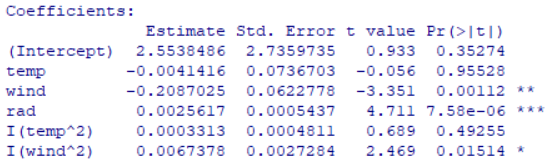 Coefficients:
Estimate Std. Error t value Pr(>|t|)
(Intercept) 2.5538486 2.7359735 0.933 0.35274
temp -0.0041416 0.0736703 -0.056 0.95528
wind -0.2087025 0.0622778 -3.351 0.00112 **
rad 0.0025617 0.0005437 4.711 7.58e-06 ***
I(temp^2) 0.0003313 0.0004811 0.689 0.49255
I(wind^2) 0.0067378 0.0027284 2.469 0.01514 *